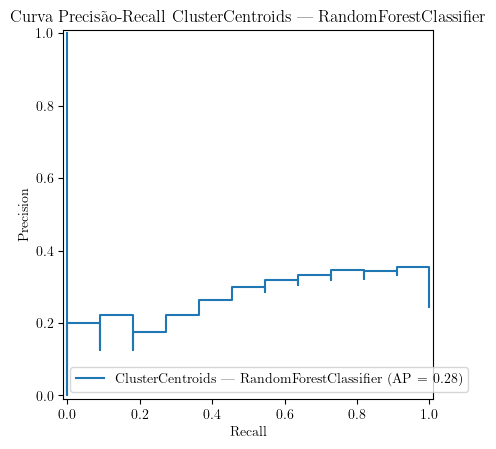 Curva Precisão-Recall ClusterCentroids — RandomForestClassifier
1.0
0.8
0.6
0.4
0.2
0.0
Precision
ClusterCentroids — RandomForestClassifier (AP = 0.28)
0.0 0.2 0.4 0.6 0.8 1.0
Recall